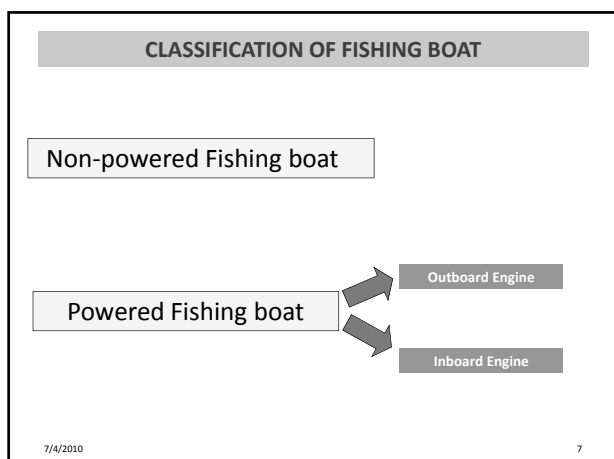 CLASSIFICATION OF FISHING BOAT
Non-powered Fishing boat
Outboard Engine
Powered Fishing boat
Inboard Engine
7/4/2010
7